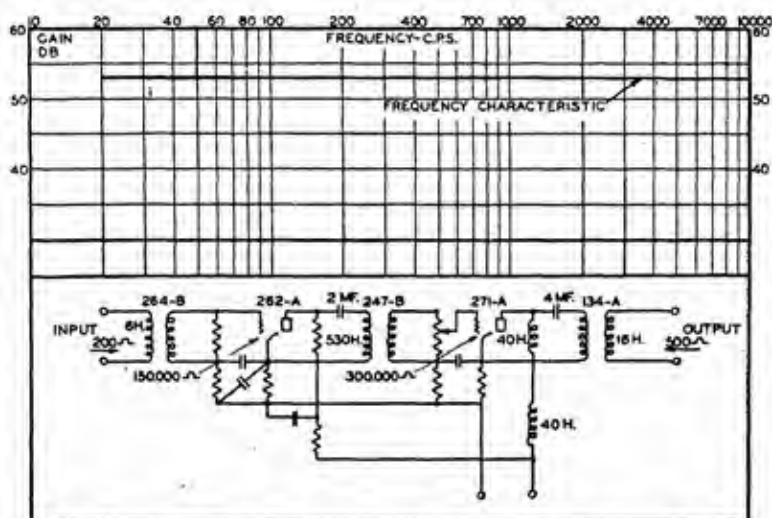 10 20 40 60 80 100 200 400 700 1000 2000 4000 7000 10000
60 GAIN FREQUENCY-C.P.S. 60
DB
50 FREQUENCY CHARACTERISTIC 50
40 40
264-B 262-A 2 MF. 247-B 271-A 4 MF. 134-A
INPUT 6H. 530H. 40H. 16H. OUTPUT
200 500
150,000 300,000
40H.